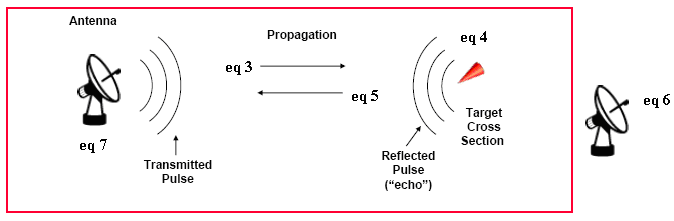 Antenna
Propagation
eq 4
eq 3
eq 5
eq 6
eq 7
Transmitted
Pulse
Reflected
Pulse
("echo")
Target
Cross
Section